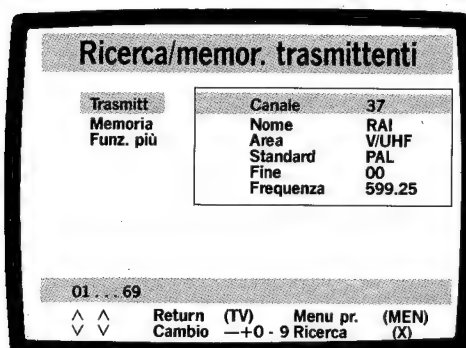 Ricerca/memor. trasmittenti
Trasmitt
Memoria
Funz. più
Canale 37
Nome RAI
Area V/UHF
Standard PAL
Fine 00
Frequenza 599.25
01...69
∧ ∧ Return (TV) Menu pr. (MEN)
∨ ∨ Cambio —+0 - 9 Ricerca (X)